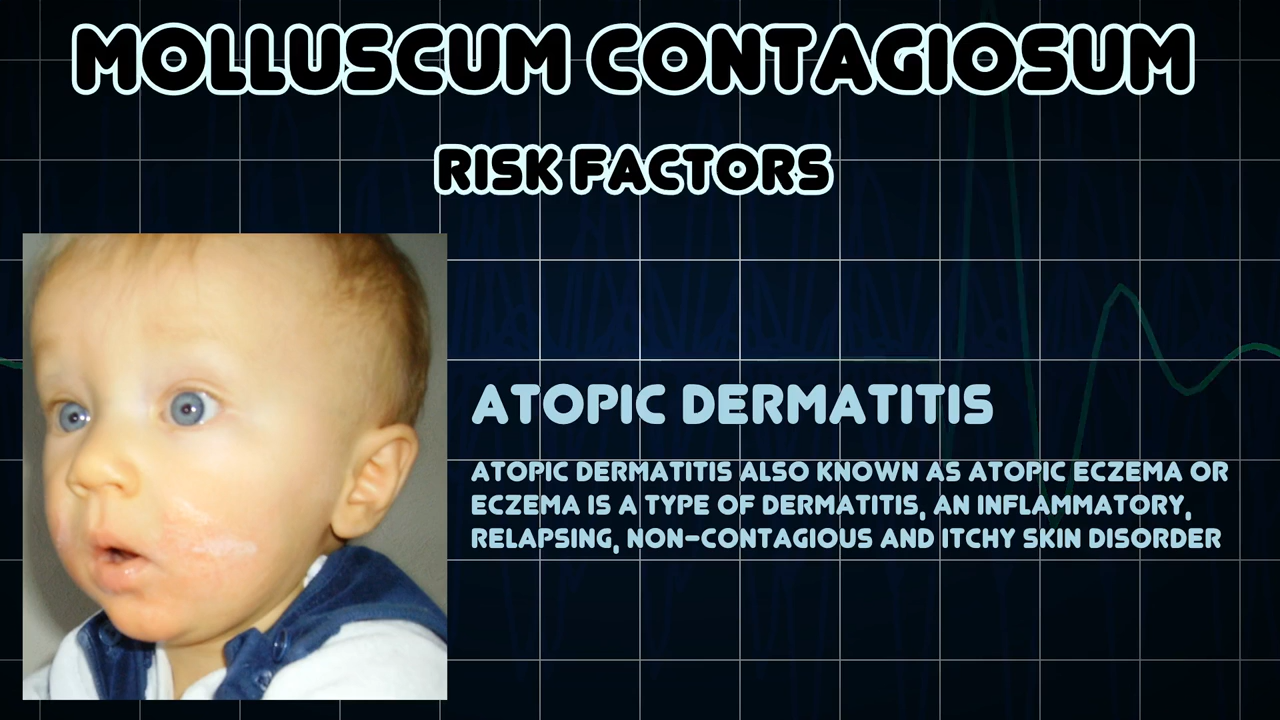 MOLLUSCUM CONTAGIOSUM
RISK FACTORS
ATOPIC DERMATITIS
ATOPIC DERMATITIS ALSO KNOWN AS ATOPIC ECZEMA OR
ECZEMA IS A TYPE OF DERMATITIS, AN INFLAMMATORY,
RELAPSING, NON-CONTAGIOUS AND ITCHY SKIN DISORDER